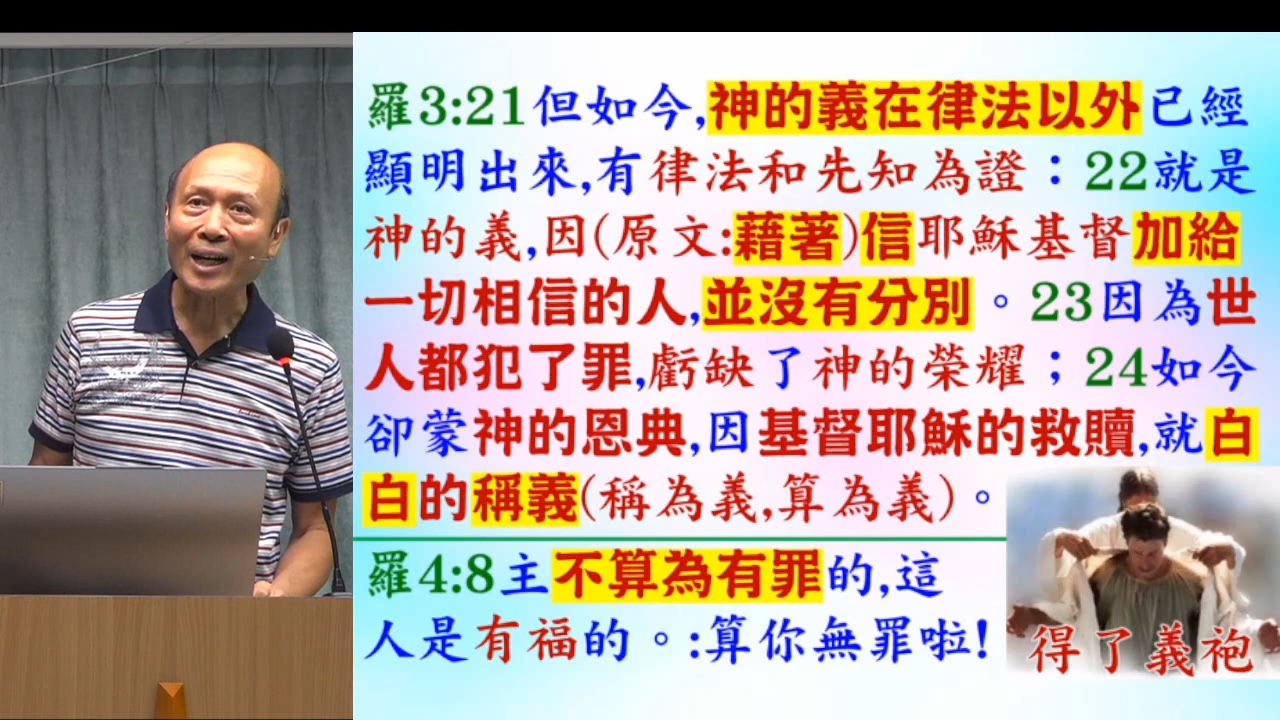 羅3:21但如今,神的義在律法以外已經
顯明出來,有律法和先知為證：22就是
神的義,因(原文:藉著)信耶穌基督加給
一切相信的人,並沒有分別。23因為世
人都犯了罪,虧缺了神的榮耀；24如今
卻蒙神的恩典,因基督耶穌的救贖,就白
白的稱義(稱為義,算為義)。
羅4:8主不算為有罪的,這
人是有福的。:算你無罪啦!
得了義袍